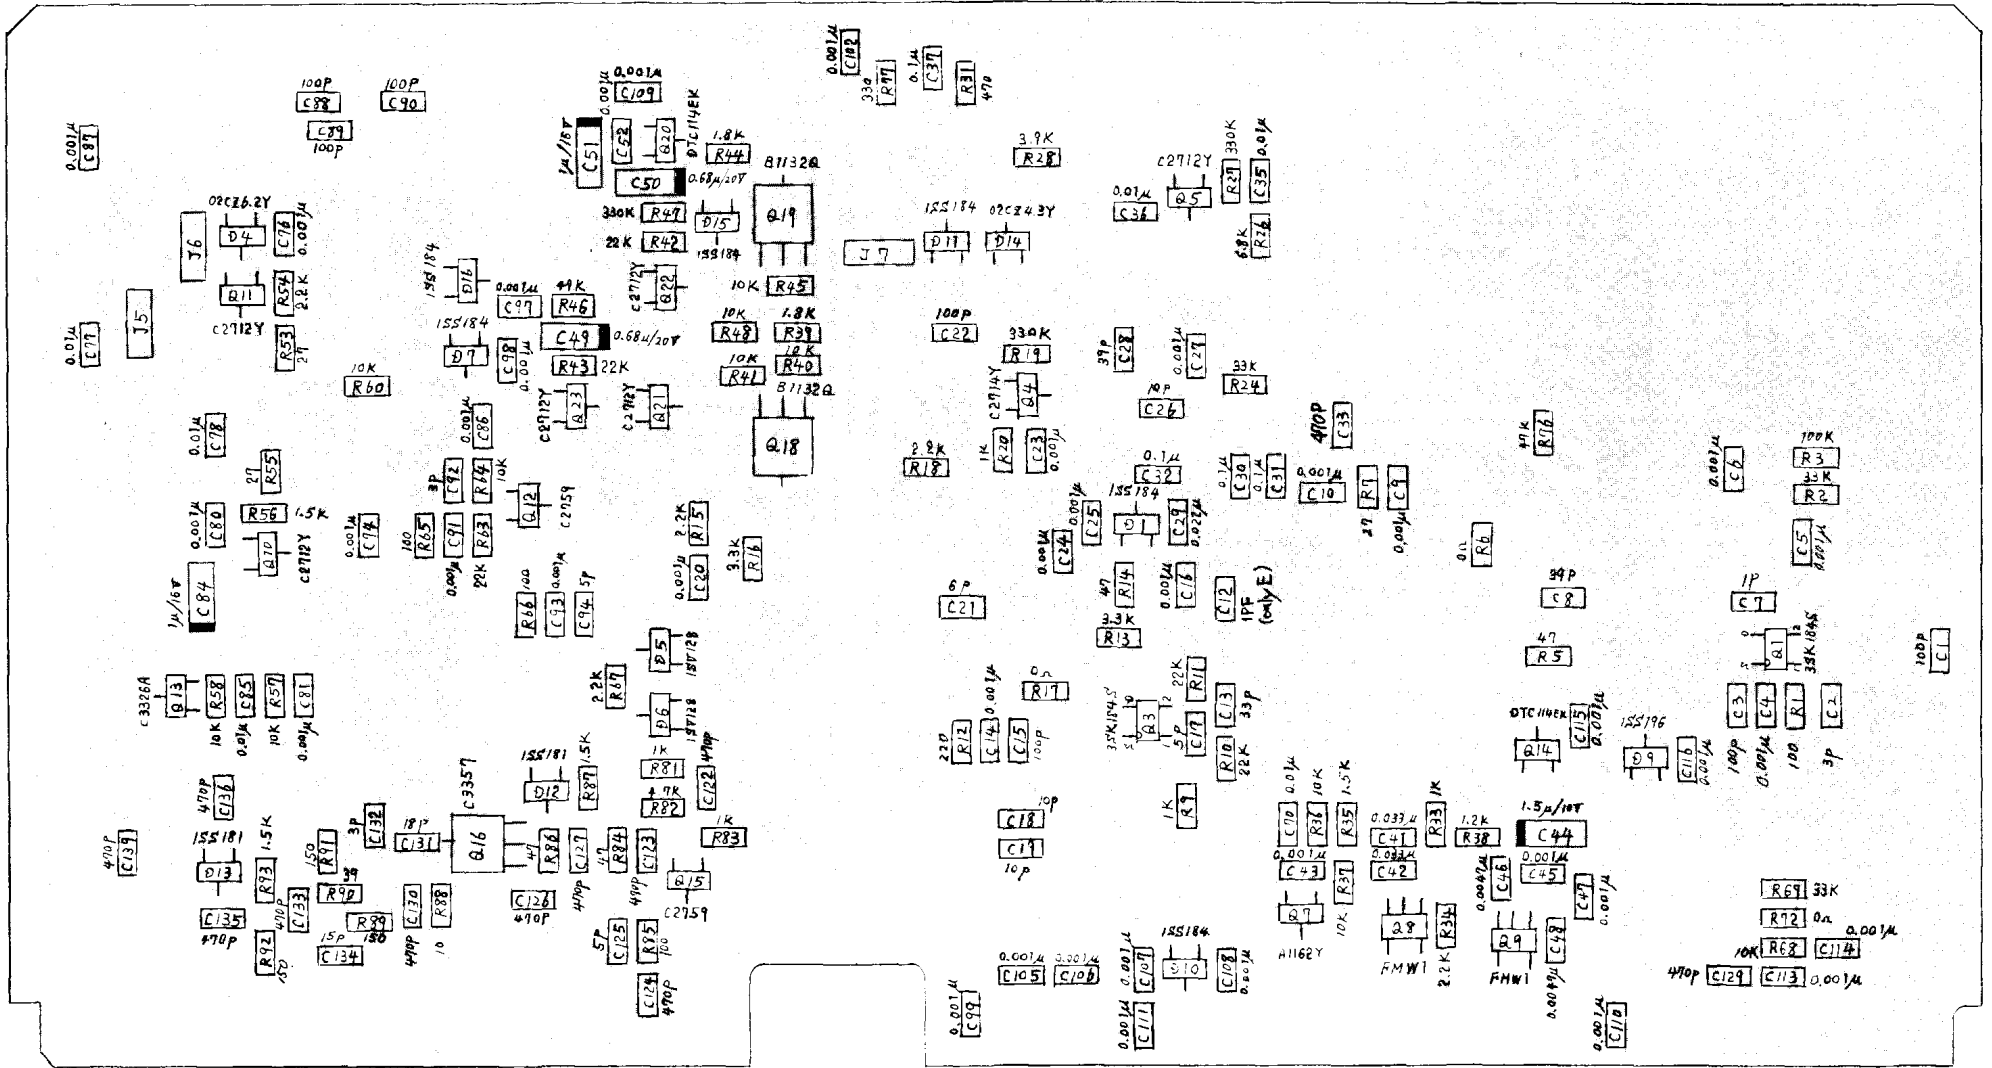 0.001μ
C102
330
R77
0.1μ
C37
R31
470
100P
C88
100P
C90
C89
100P
0.001μ
C87
0.001μ
C109
0.001μ
C52
1μ/16V
C51
Q20
DTC114EK
1.8K
R44
C50
0.68μ/20V
B1132Q
Q19
330K
R47
D15
1SS184
22K
R42
3.9K
R28
C2712Y
Q5
330K
R27
0.01μ
C35
0.01μ
C36
6.8K
R26
02CZ6.2Y
D4
C76
0.001μ
J6
Q11
C2712Y
R54
2.2K
J5
0.01μ
C77
R53
27
1SS184
D16
C2712Y
Q22
10K
R45
J7
1SS184
02CZ4.3Y
D14
0.001μ
C97
R46
C49
0.68μ/20V
1SS184
D7
C98
0.001μ
R43
22K
10K
R48
1.8K
R39
10K
R41
10K
R40
B1132Q
Q18
10K
R60
C2712Y
Q23
C2712Y
Q21
100P
C22
330K
R19
C2714Y
Q4
39P
C28
0.001μ
C27
33K
R24
10P
C26
470P
C33
47K
R76
0.01μ
C78
27
R55
0.001μ
C86
3P
C92
R64
10K
Q12
C2759
2.2K
R18
1K
R20
C23
0.001μ
0.1μ
C32
0.1μ
C30
0.1μ
C31
0.001μ
C10
R7
27
C9
0.001μ
0.001μ
C6
100K
R3
33K
R2
C5
0.001μ
0.001μ
C80
R56
1.5K
C2712Y
0.001μ
C74
100
R65
C91
0.001μ
R63
22K
2.2K
R15
0.001μ
C20
3.3K
R16
0.001μ
C25
0.001μ
C24
1SS184
D1
C29
0.022μ
0Ω
R6
1μ/16V
C84
R66
100
C93
0.001μ
C94
5P
6P
C21
47
R14
0.001μ
C16
C12
1PF
(only E)
3.3K
R13
39P
C8
1P
C7
47
R5
Q1
3SK184S
100P
C1
D5
1SV128
2.2K
R67
D6
1SV128
C3326A
Q13
R58
10K
C85
0.01μ
R57
10K
C81
0.001μ
0Ω
R17
22K
R11
C13
33P
3SK184S
Q3
5P
C17
R10
22K
220
R12
C14
0.001μ
C15
100P
DTC114EK
Q14
C115
0.001μ
1SS196
D9
C116
0.001μ
C3
100P
C4
0.001μ
R1
100
C2
3P
470P
C136
1SS181
D12
R87
1.5K
1K
R81
4.7K
R82
470P
C122
1K
R83
C3357
Q16
18P
C131
3P
C132
470P
C139
1SS181
D13
1.5K
R93
150
R91
39
R90
R89
150
470P
C133
C135
470P
R92
150
15P
C134
C130
470P
R88
10
47
R86
C127
470P
47
R84
C123
470P
C126
470P
Q15
C2759
5P
C125
R85
100
C124
470P
10P
C18
C19
10P
1K
R9
0.01μ
C70
10K
R36
1.5K
R35
0.033μ
C41
R33
1K
1.2K
R38
1.5μ/10V
C44
0.001μ
C43
0.033μ
C42
R37
10K
Q7
A1162Y
Q8
FMW1
R34
2.2K
0.0047μ
C46
0.001μ
C45
C47
0.001μ
Q9
FMW1
C48
0.0047μ
0.001μ
C105
0.001μ
C106
0.001μ
C107
1SS184
D10
C108
0.001μ
0.001μ
C99
0.001μ
C111
0.001μ
C110
R69
33K
R72
0Ω
10K
R68
C114
0.001μ
470P
C129
C113
0.001μ